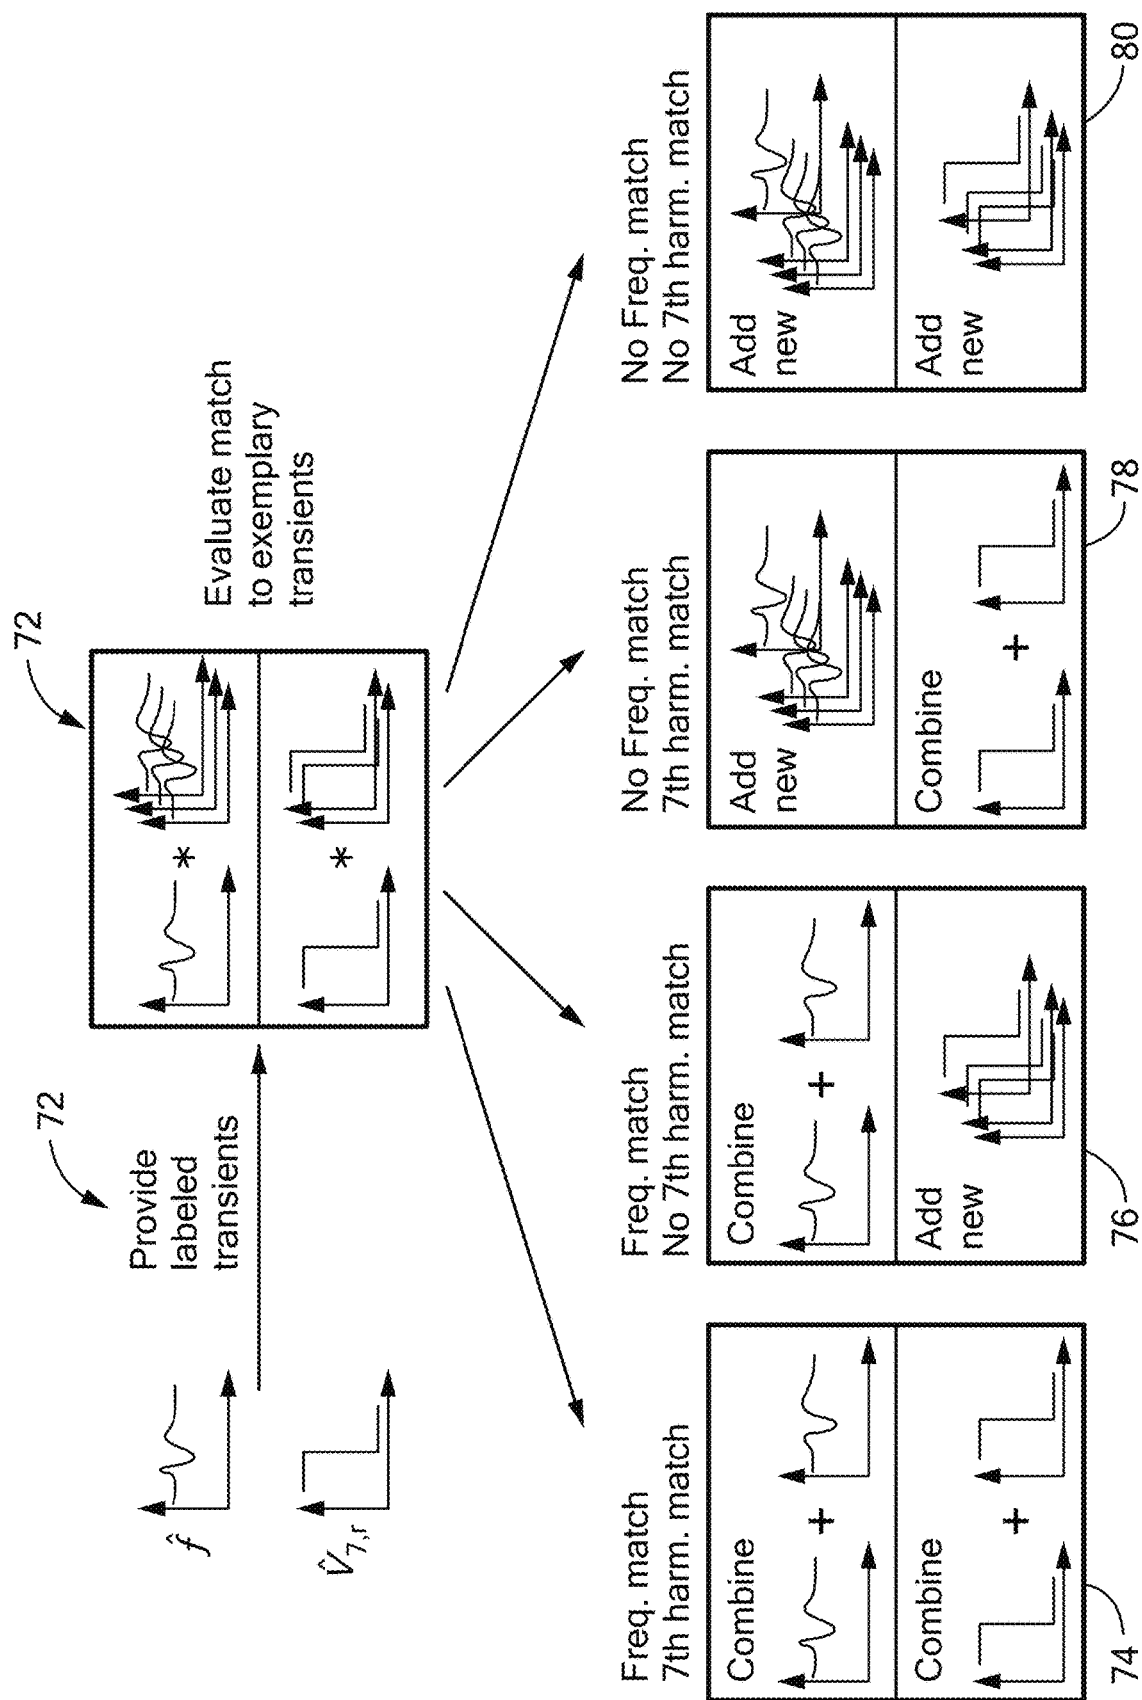 72
Provide
labeled
transients
f̂
V̂7,r
72
*
*
Evaluate match
to exemplary
transients
Freq. match
7th harm. match
Combine
+
Combine
+
74
Freq. match
No 7th harm. match
Combine
+
Add
new
76
No Freq. match
7th harm. match
Add
new
Combine
+
78
No Freq. match
No 7th harm. match
Add
new
Add
new
80